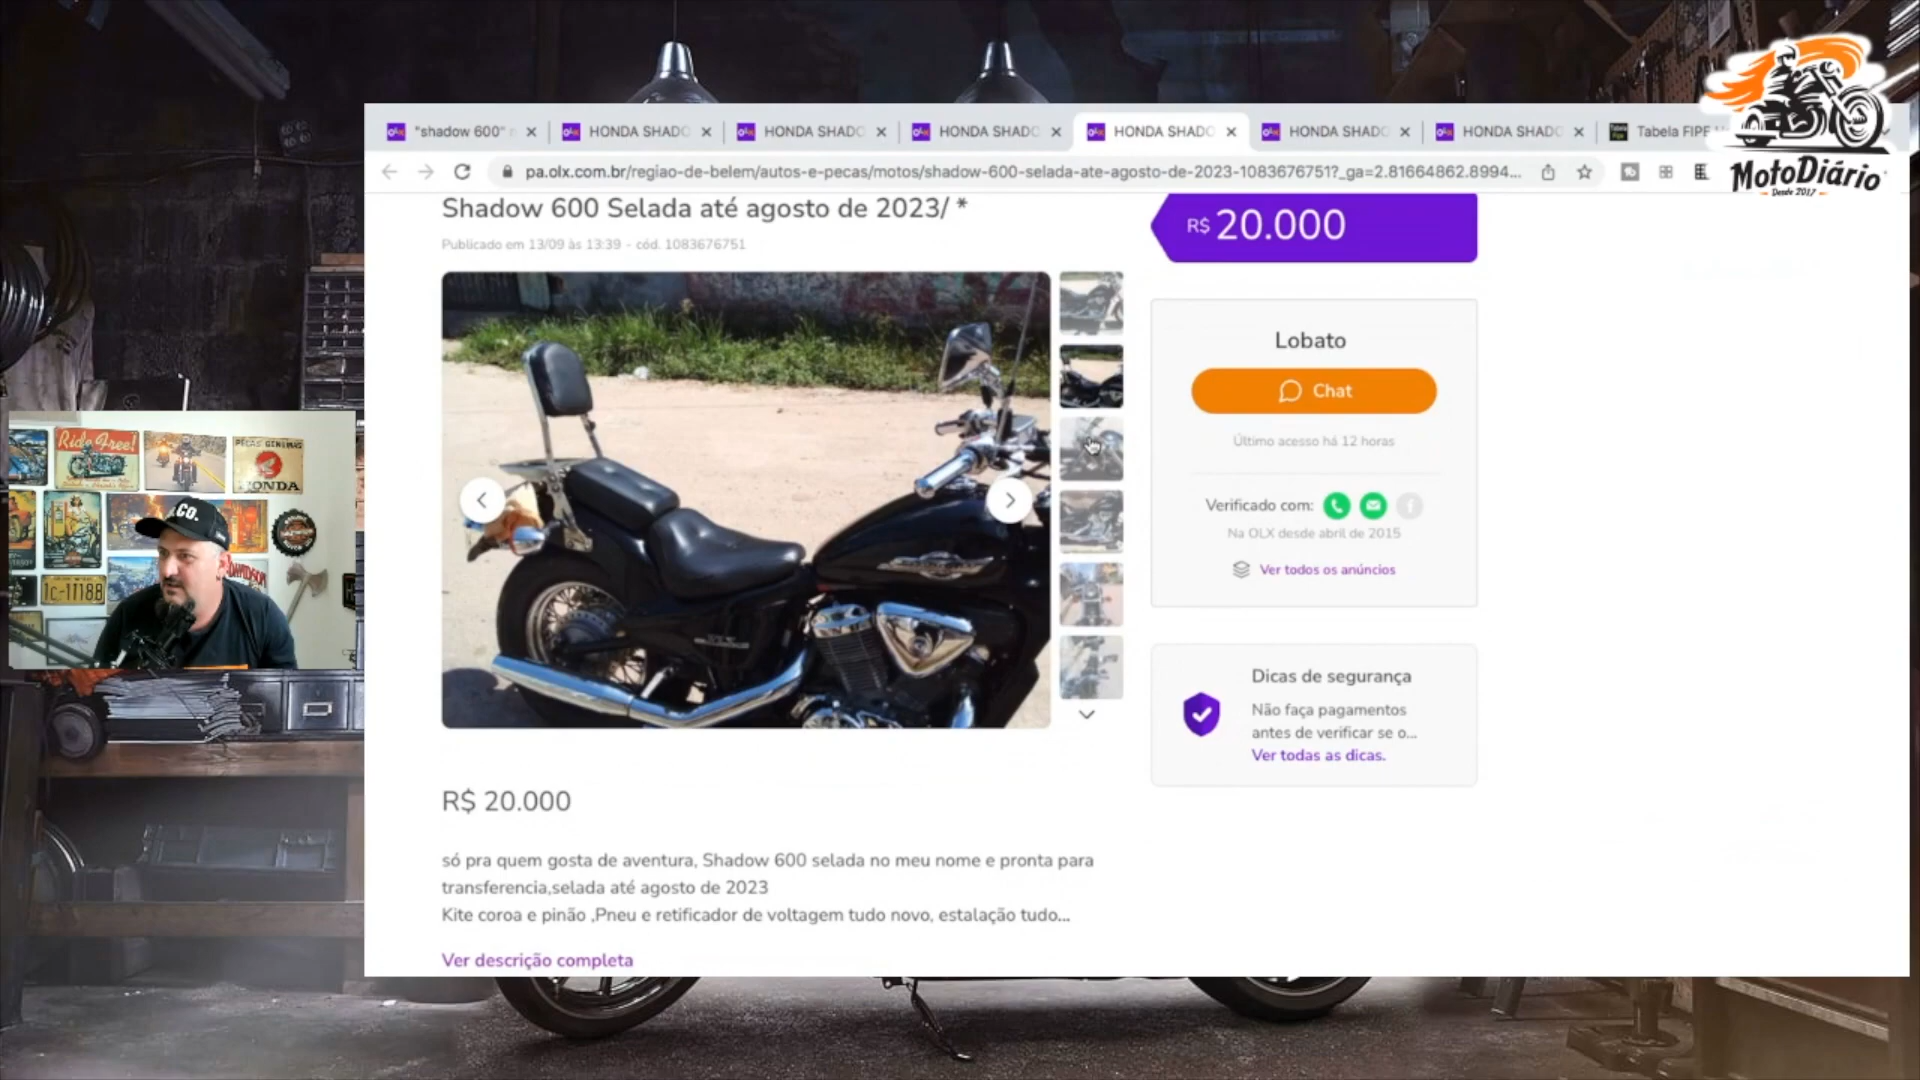 "shadow 600"
HONDA SHADO
HONDA SHADO
HONDA SHADO
HONDA SHADO
HONDA SHADO
HONDA SHADO
Tabela FIPE
pa.olx.com.br/regiao-de-belem/autos-e-pecas/motos/shadow-600-selada-ate-agosto-de-2023-1083676751?_ga=2.81664862.8994...
MotoDiário
Desde 2017
Shadow 600 Selada até agosto de 2023/ *
Publicado em 13/09 às 13:39 - cód. 1083676751
R$ 20.000
Lobato
Chat
Último acesso há 12 horas
Verificado com:
Na OLX desde abril de 2015
Ver todos os anúncios
Dicas de segurança
Não faça pagamentos
antes de verificar se o...
Ver todas as dicas.
R$ 20.000
só pra quem gosta de aventura, Shadow 600 selada no meu nome e pronta para
transferencia,selada até agosto de 2023
Kite coroa e pinão ,Pneu e retificador de voltagem tudo novo, estalação tudo...
Ver descrição completa
Ride Free!
PEÇAS GENUINAS
HONDA
CO.
1c-1118B